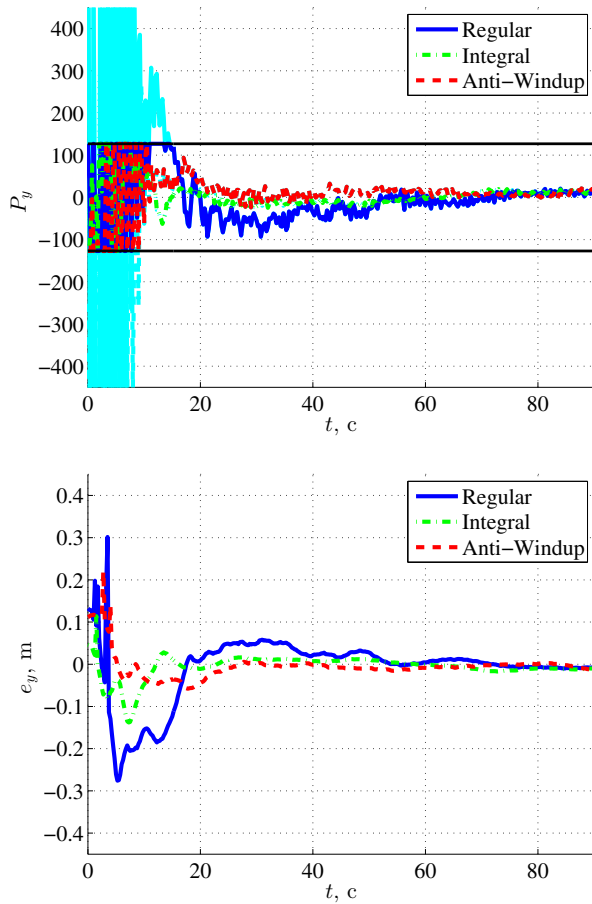 400
300
200
100
0
−100
−200
−300
−400
P_y
0
20
40
60
80
t, c
Regular
Integral
Anti−Windup
0.4
0.3
0.2
0.1
0
−0.1
−0.2
−0.3
−0.4
e_y, m
0
20
40
60
80
t, c
Regular
Integral
Anti−Windup